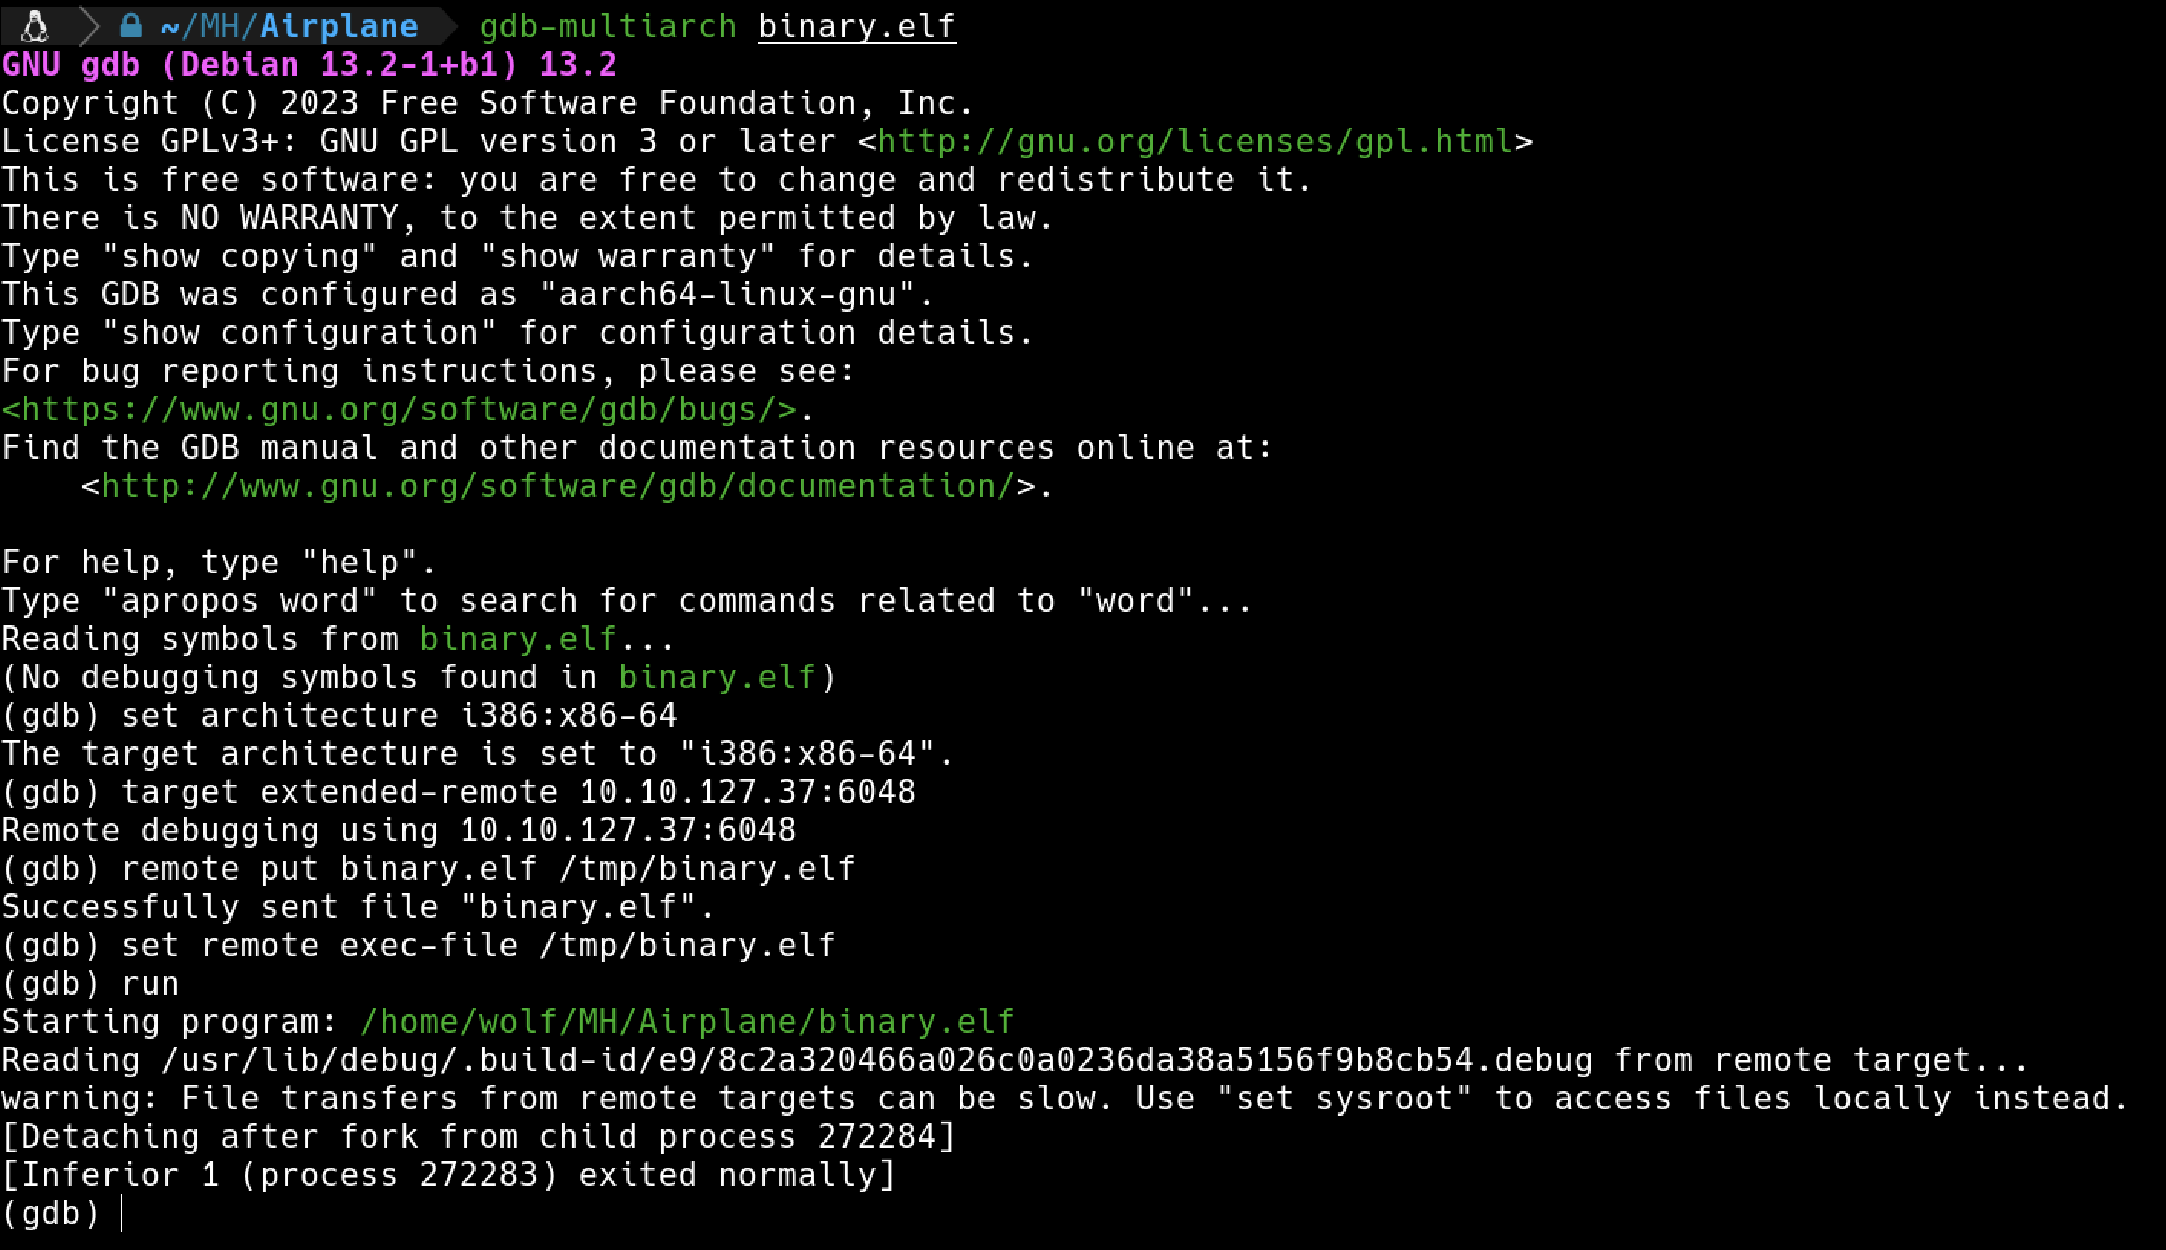 ~/MH/Airplane gdb-multiarch binary.elf
GNU gdb (Debian 13.2-1+b1) 13.2
Copyright (C) 2023 Free Software Foundation, Inc.
License GPLv3+: GNU GPL version 3 or later <http://gnu.org/licenses/gpl.html>
This is free software: you are free to change and redistribute it.
There is NO WARRANTY, to the extent permitted by law.
Type "show copying" and "show warranty" for details.
This GDB was configured as "aarch64-linux-gnu".
Type "show configuration" for configuration details.
For bug reporting instructions, please see:
<https://www.gnu.org/software/gdb/bugs/>.
Find the GDB manual and other documentation resources online at:
    <http://www.gnu.org/software/gdb/documentation/>.

For help, type "help".
Type "apropos word" to search for commands related to "word"...
Reading symbols from binary.elf...
(No debugging symbols found in binary.elf)
(gdb) set architecture i386:x86-64
The target architecture is set to "i386:x86-64".
(gdb) target extended-remote 10.10.127.37:6048
Remote debugging using 10.10.127.37:6048
(gdb) remote put binary.elf /tmp/binary.elf
Successfully sent file "binary.elf".
(gdb) set remote exec-file /tmp/binary.elf
(gdb) run
Starting program: /home/wolf/MH/Airplane/binary.elf
Reading /usr/lib/debug/.build-id/e9/8c2a320466a026c0a0236da38a5156f9b8cb54.debug from remote target...
warning: File transfers from remote targets can be slow. Use "set sysroot" to access files locally instead.
[Detaching after fork from child process 272284]
[Inferior 1 (process 272283) exited normally]
(gdb)